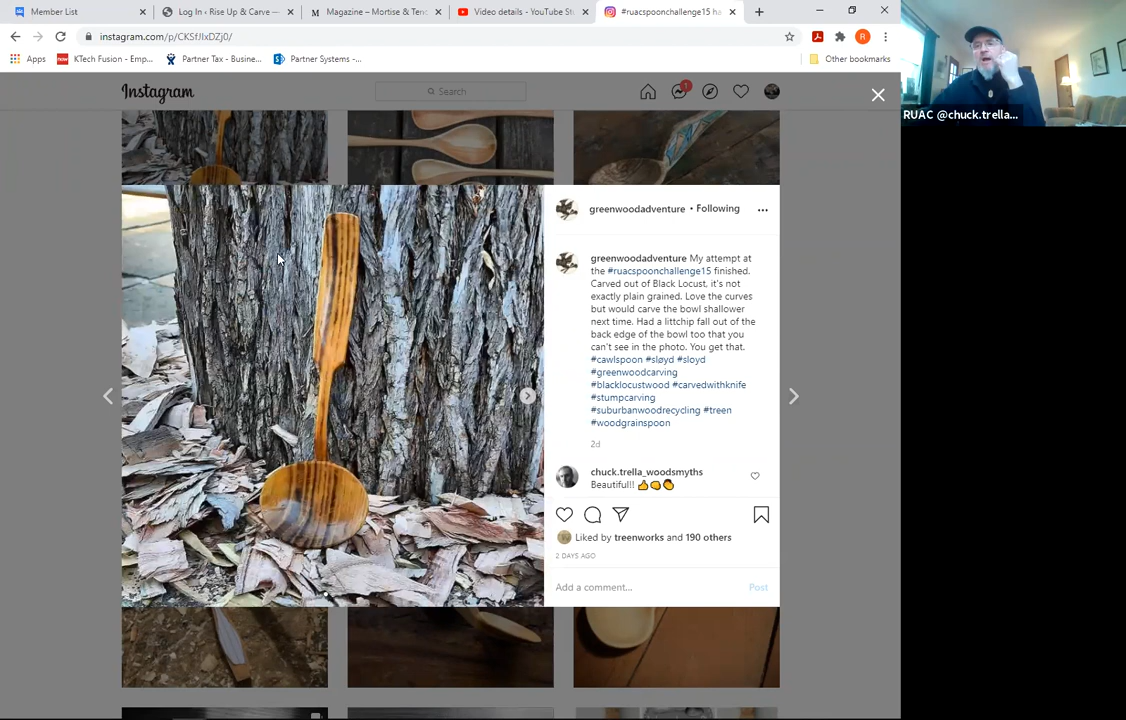 Member List
Log In ‹ Rise Up & Carve —
Magazine – Mortise & Ten
Video details - YouTube St
#ruacspoonchallenge15 ha
instagram.com/p/CKSfJIxDZj0/
Apps
KTech Fusion - Emp...
Partner Tax - Busine...
Partner Systems -...
Other bookmarks
Instagram
Search
1
RUAC @chuck.trella...
greenwoodadventure • Following
greenwoodadventure My attempt at
the #ruacspoonchallenge15 finished.
Carved out of Black Locust, it's not
exactly plain grained. Love the curves
but would carve the bowl shallower
next time. Had a littchip fall out of the
back edge of the bowl too that you
can't see in the photo. You get that.
#cawlspoon #sløyd #sloyd
#greenwoodcarving
#blacklocustwood #carvedwithknife
#stumpcarving
#suburbanwoodrecycling #treen
#woodgrainspoon
2d
chuck.trella_woodsmyths
Beautiful!! 👍👊👏
Liked by treenworks and 190 others
2 DAYS AGO
Add a comment...
Post